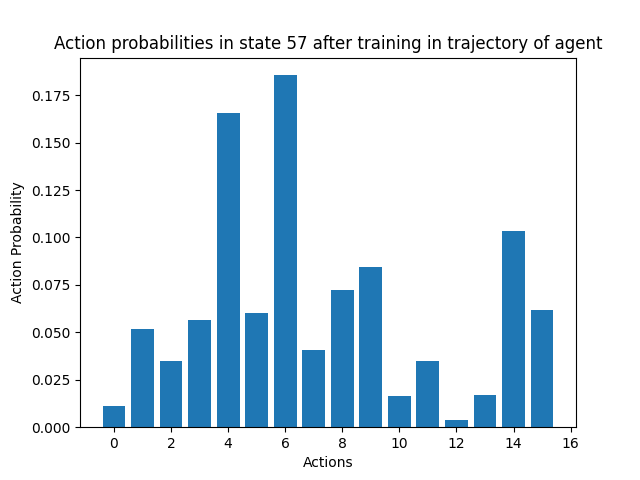 Action probabilities in state 57 after training in trajectory of agent
0.175
0.150
0.125
0.100
0.075
0.050
0.025
0.000
Action Probability
0 2 4 6 8 10 12 14 16
Actions